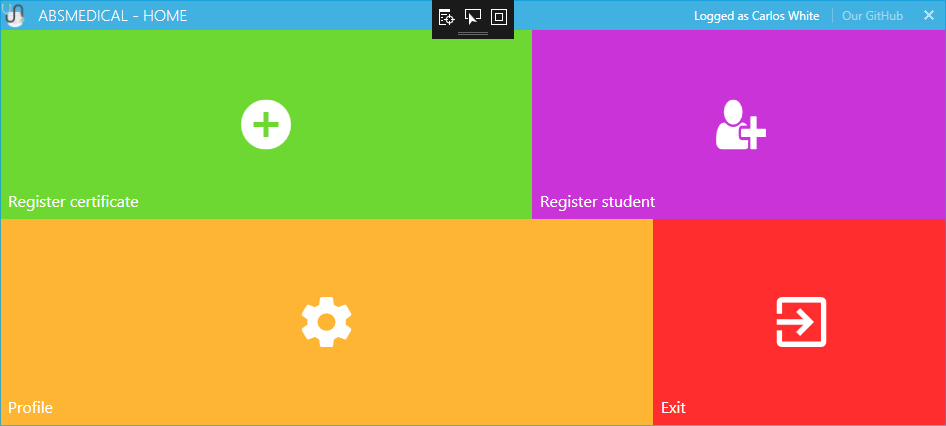 ABSMEDICAL - HOME
Logged as Carlos White
Our GitHub
Register certificate
Register student
Profile
Exit